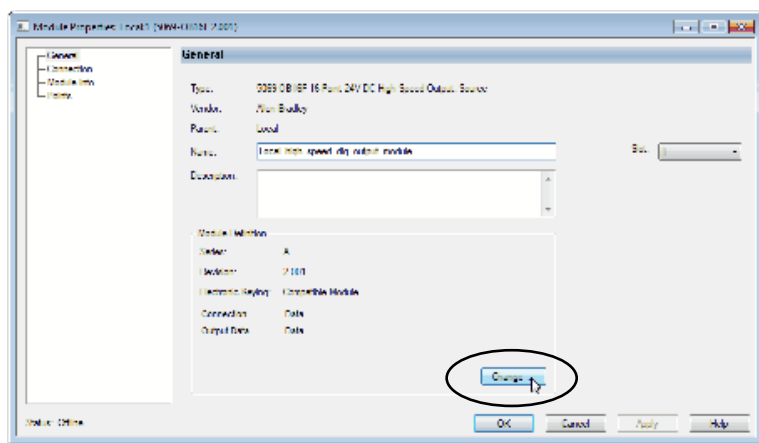 Module Properties: Local:1 (5069-OB16F 2.001)
General
Connection
Module Info
Points
General
Type: 5069-OB16F 16 Point 24V DC High Speed Output, Source
Vendor: Allen-Bradley
Parent: Local
Name: Local_high_speed_dig_output_module
Slot: 1
Description:
Module Definition
Series: A
Revision: 2.001
Electronic Keying: Compatible Module
Connection: Data
Output Data: Data
Change ...
Status: Offline
OK Cancel Apply Help